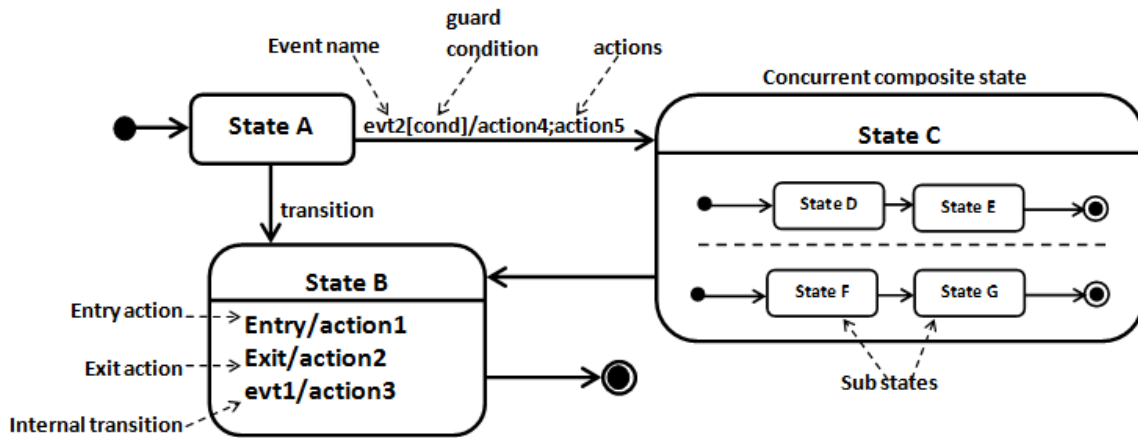 guard
condition
Event name
actions
Concurrent composite state
State A
evt2[cond]/action4;action5
State C
transition
State D
State E
State B
State F
State G
Entry action
Entry/action1
Exit action
Exit/action2
evt1/action3
Internal transition
Sub states